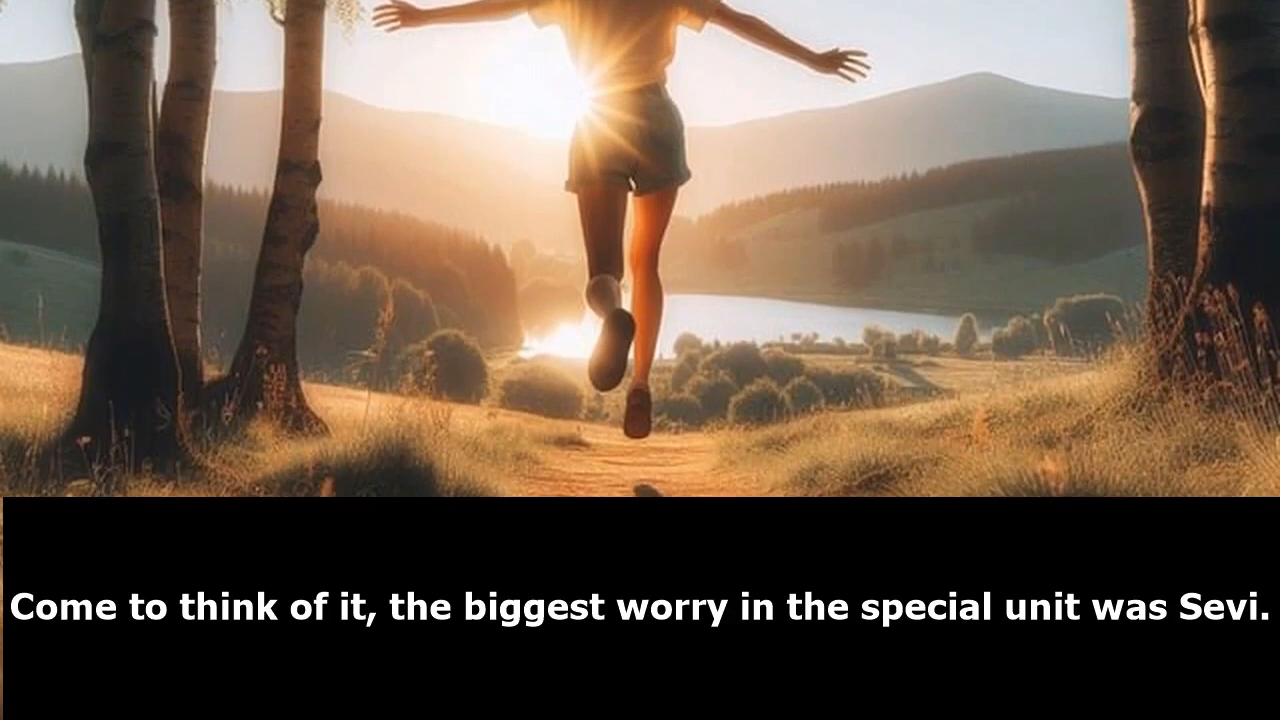 Come to think of it, the biggest worry in the special unit was Sevi.